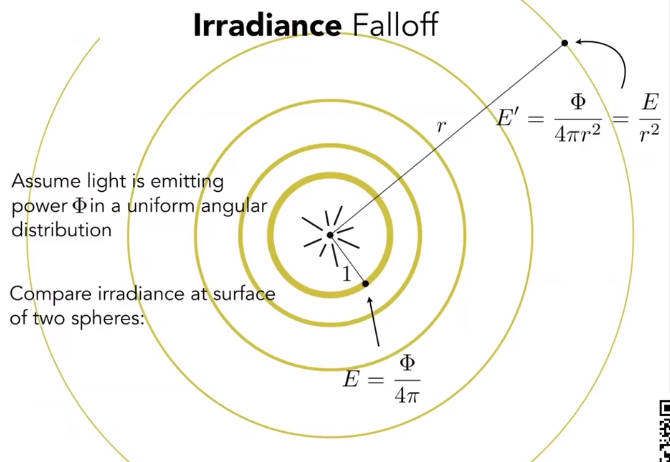 Irradiance Falloff
r
E′ = Φ/4πr² = E/r²
Assume light is emitting
power Φ in a uniform angular
distribution
1
Compare irradiance at surface
of two spheres:
E = Φ/4π